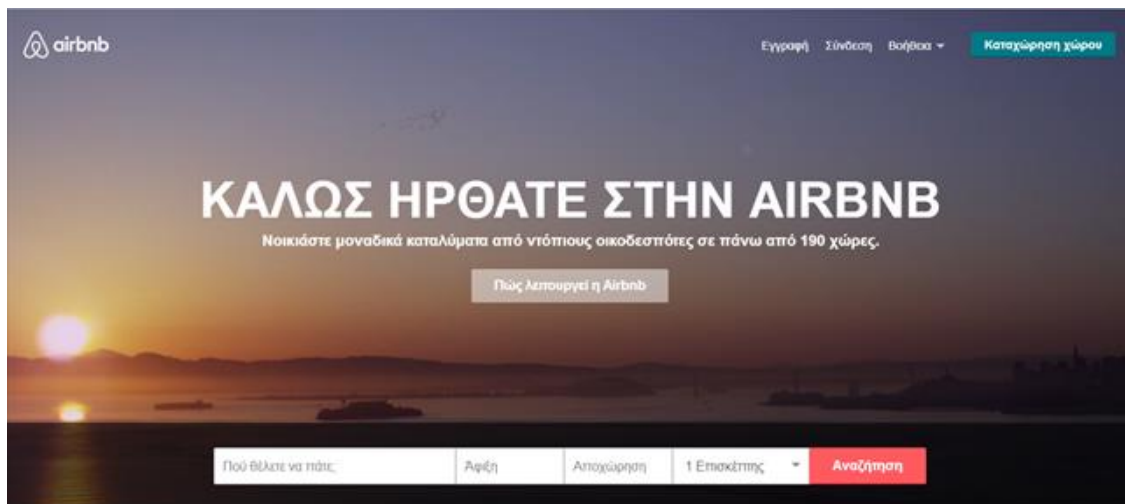 airbnb
Εγγραφή Σύνδεση Βοήθεια Καταχώρηση χώρου
ΚΑΛΩΣ ΗΡΘΑΤΕ ΣΤΗΝ AIRBNB
Νοικιάστε μοναδικά καταλύματα από ντόπιους οικοδεσπότες σε πάνω από 190 χώρες.
Πώς λειτουργεί η Airbnb
Πού θέλετε να πάτε; Άφιξη Αποχώρηση 1 Επισκέπτης Αναζήτηση